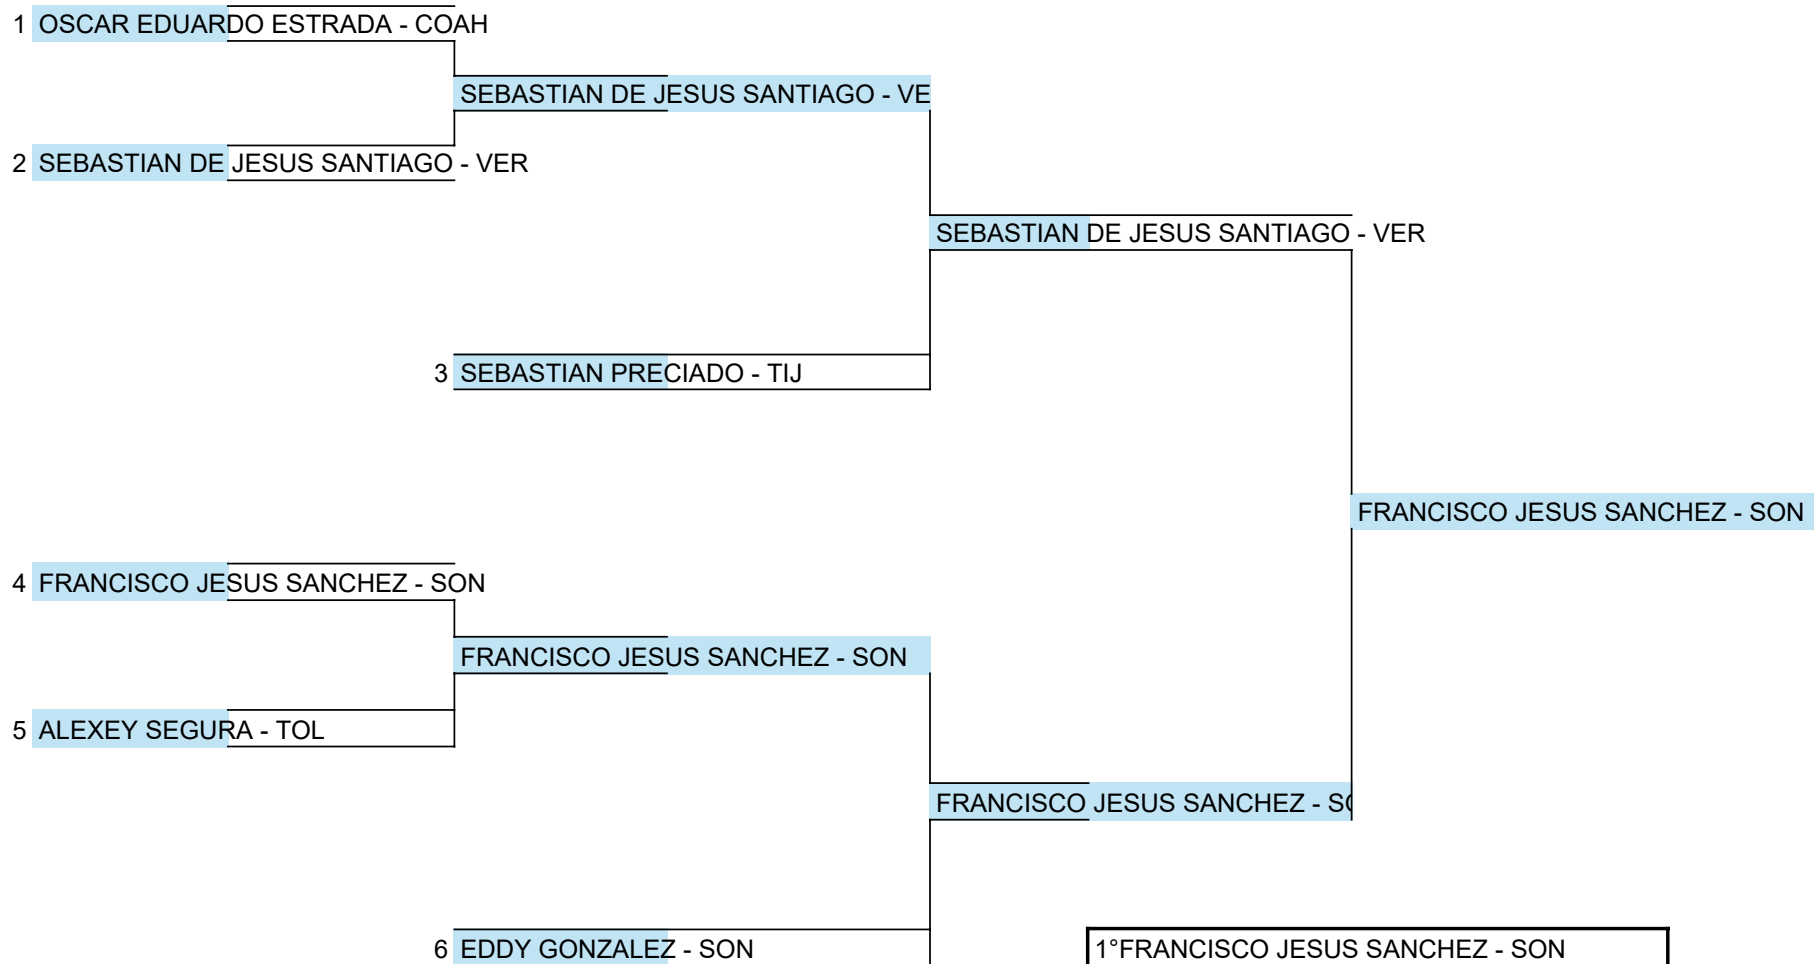 1 OSCAR EDUARDO ESTRADA - COAH
SEBASTIAN DE JESUS SANTIAGO - VE
2 SEBASTIAN DE JESUS SANTIAGO - VER
SEBASTIAN DE JESUS SANTIAGO - VER
3 SEBASTIAN PRECIADO - TIJ
FRANCISCO JESUS SANCHEZ - SON
4 FRANCISCO JESUS SANCHEZ - SON
FRANCISCO JESUS SANCHEZ - SON
5 ALEXEY SEGURA - TOL
FRANCISCO JESUS SANCHEZ - SO
6 EDDY GONZALEZ - SON
1°FRANCISCO JESUS SANCHEZ - SON